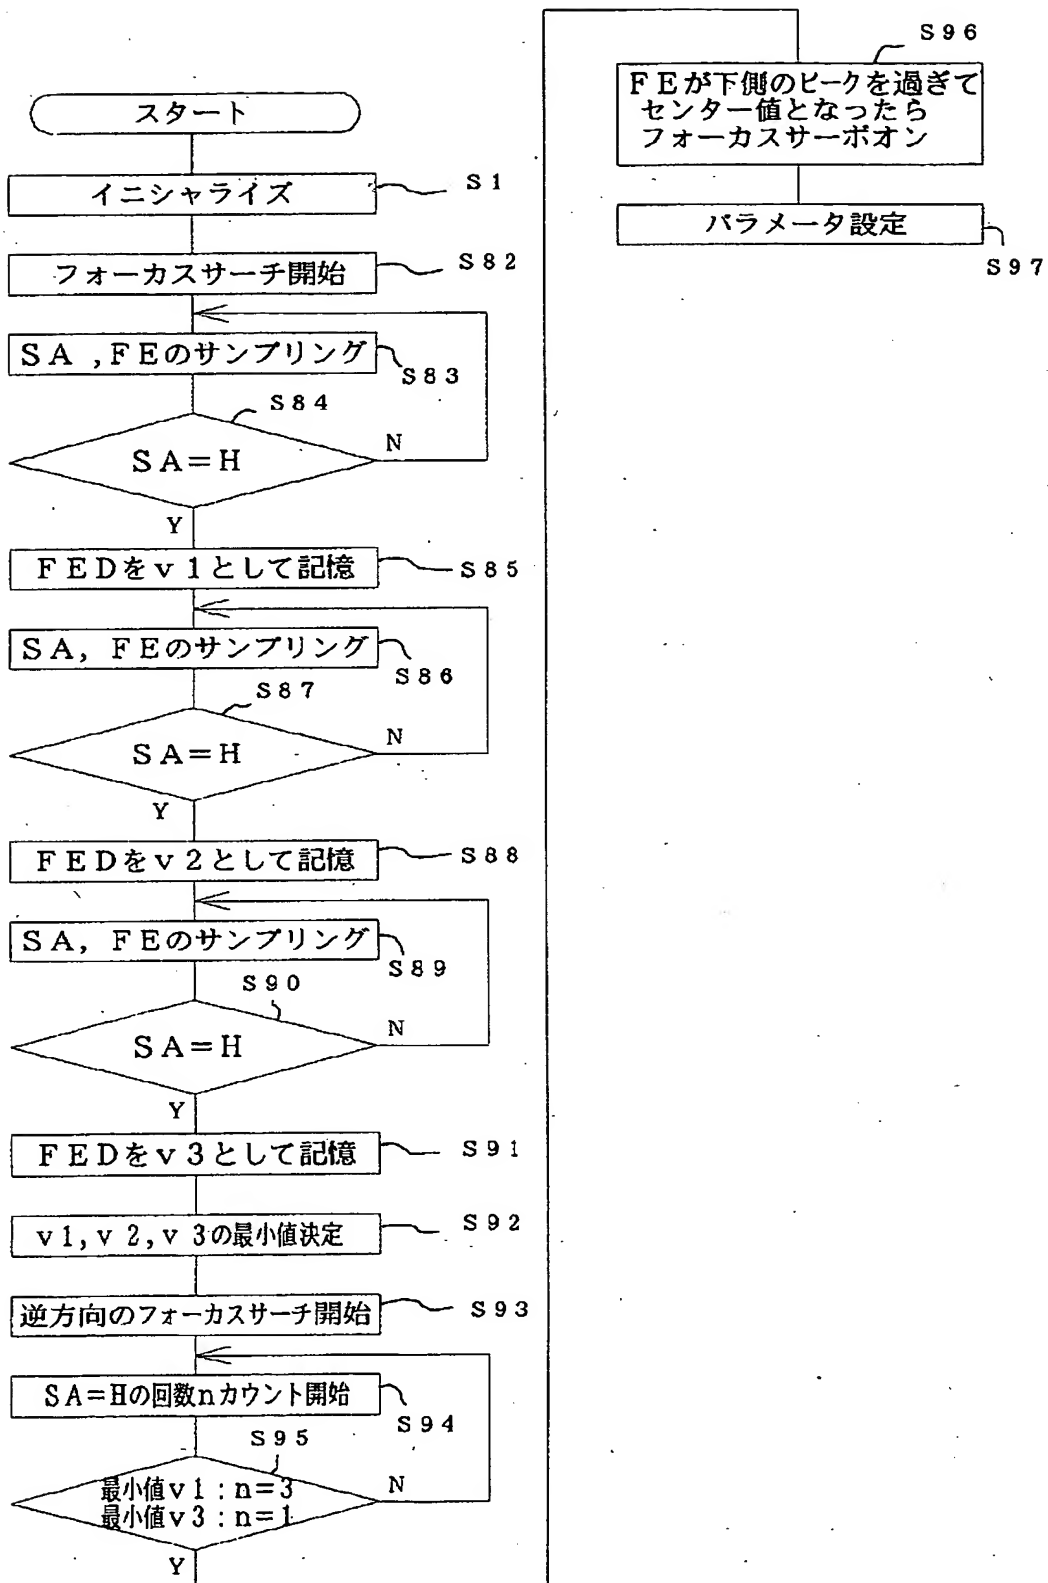 スタート
イニシャライズ
S1
フォーカスサーチ開始
S82
SA,FEのサンプリング
S83
S84
SA=H
N
Y
FEDをv1として記憶
S85
SA,FEのサンプリング
S86
S87
SA=H
N
Y
FEDをv2として記憶
S88
SA,FEのサンプリング
S89
S90
SA=H
N
Y
FEDをv3として記憶
S91
v1,v2,v3の最小値決定
S92
逆方向のフォーカスサーチ開始
S93
SA=Hの回数nカウント開始
S94
S95
最小値v1:n=3
最小値v3:n=1
N
Y
S96
FEが下側のピークを過ぎて
センター値となったら
フォーカスサーボオン
パラメータ設定
S97